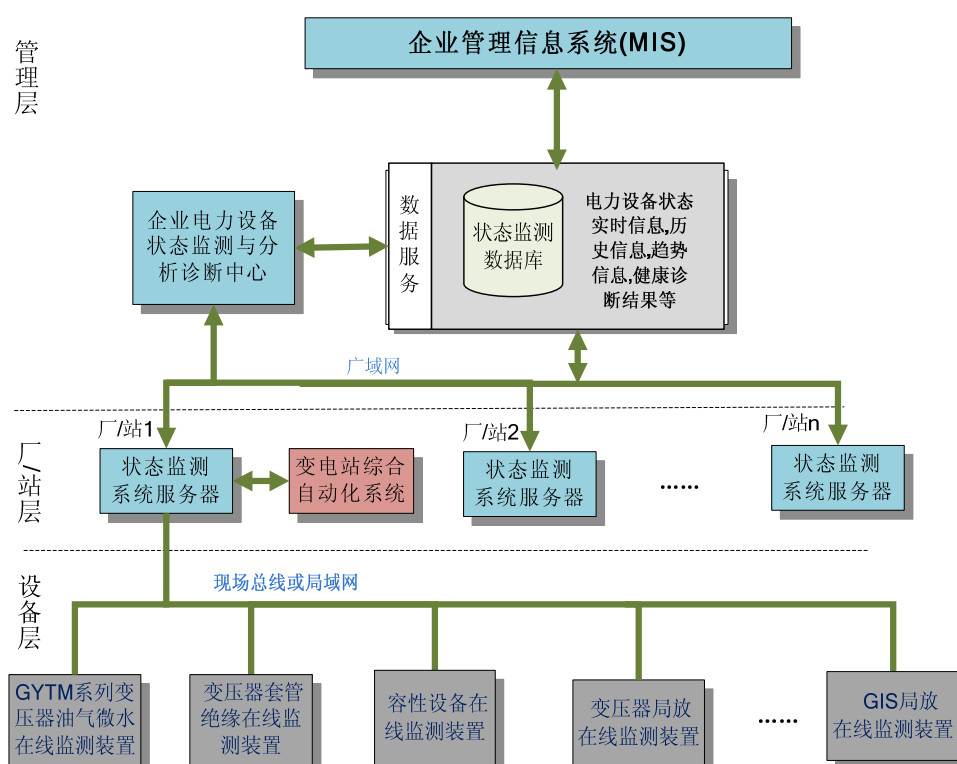 管理层
企业管理信息系统(MIS)
企业电力设备
状态监测与分
析诊断中心
数据服务
状态监测
数据库
电力设备状态
实时信息,历
史信息,趋势
信息,健康诊
断结果等
广域网
厂/站层
厂/站1
状态监测
系统服务器
变电站综合
自动化系统
厂/站2
状态监测
系统服务器
......
厂/站n
状态监测
系统服务器
设备层
现场总线或局域网
GYTM系列变
压器油气微水
在线监测装置
变压器套管
绝缘在线监
测装置
容性设备在
线监测装置
变压器局放
在线监测装置
......
GIS局放
在线监测装置